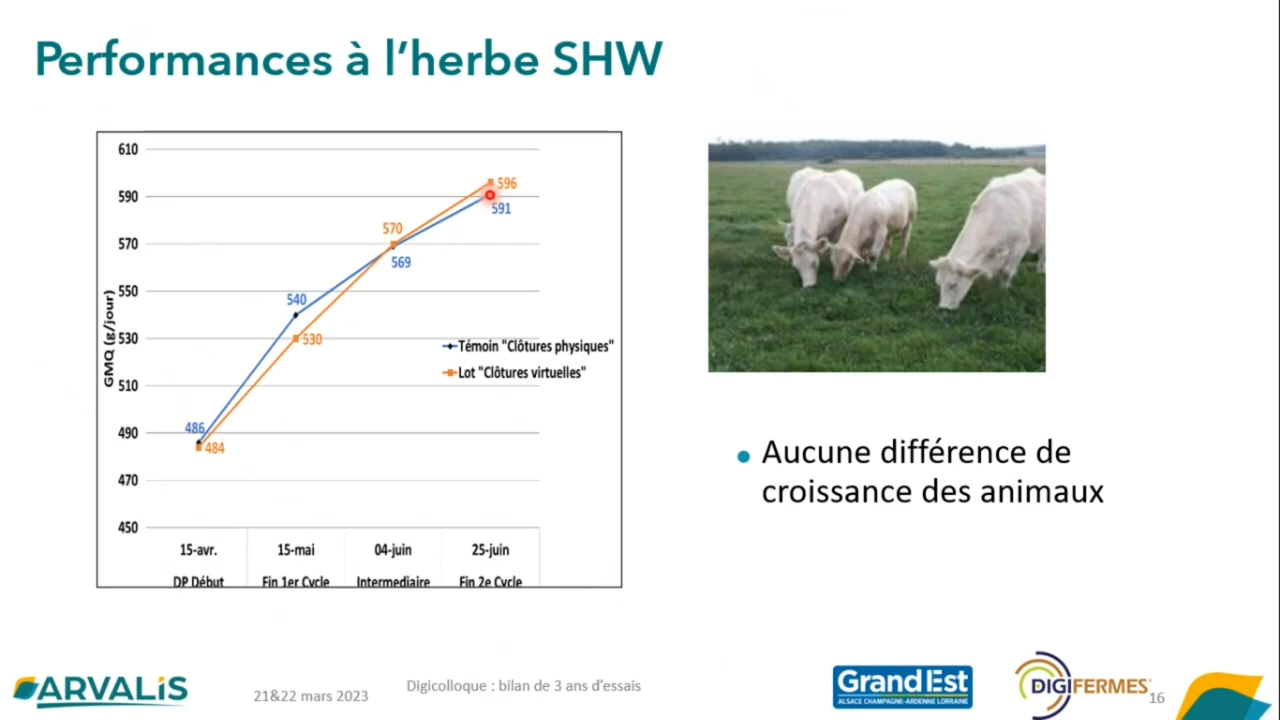 Performances à l'herbe SHW
610
590
570
550
530
510
490
470
450
GMQ (g/jour)
486
484
540
530
570
569
596
591
Témoin "Clôtures physiques"
Lot "Clôtures virtuelles"
15-avr. 15-mai 04-juin 25-juin
DP Début Fin 1er Cycle Intermediaire Fin 2e Cycle
Aucune différence de
croissance des animaux
ARVALIS
21&22 mars 2023
Digicolloque : bilan de 3 ans d'essais
Grand Est
ALSACE CHAMPAGNE-ARDENNE LORRAINE
DIGIFERMES
16